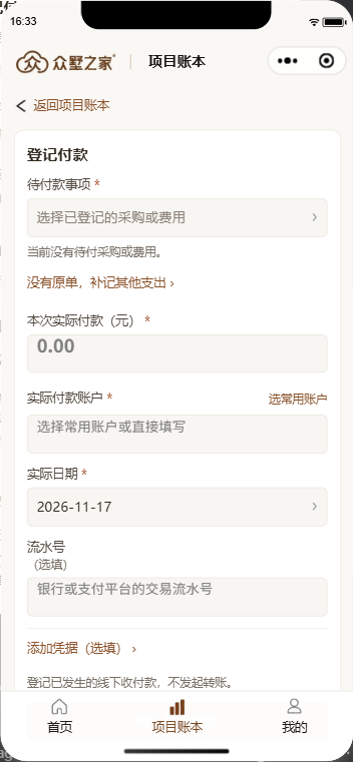 16:33
众墅之家
项目账本
返回项目账本
登记付款
待付款事项 *
选择已登记的采购或费用
当前没有待付采购或费用。
没有原单，补记其他支出 ›
本次实际付款（元） *
0.00
实际付款账户 *
选常用账户
选择常用账户或直接填写
实际日期 *
2026-11-17
流水号
（选填）
银行或支付平台的交易流水号
添加凭据（选填） ›
登记已发生的线下收付款，不发起转账。
首页
项目账本
我的